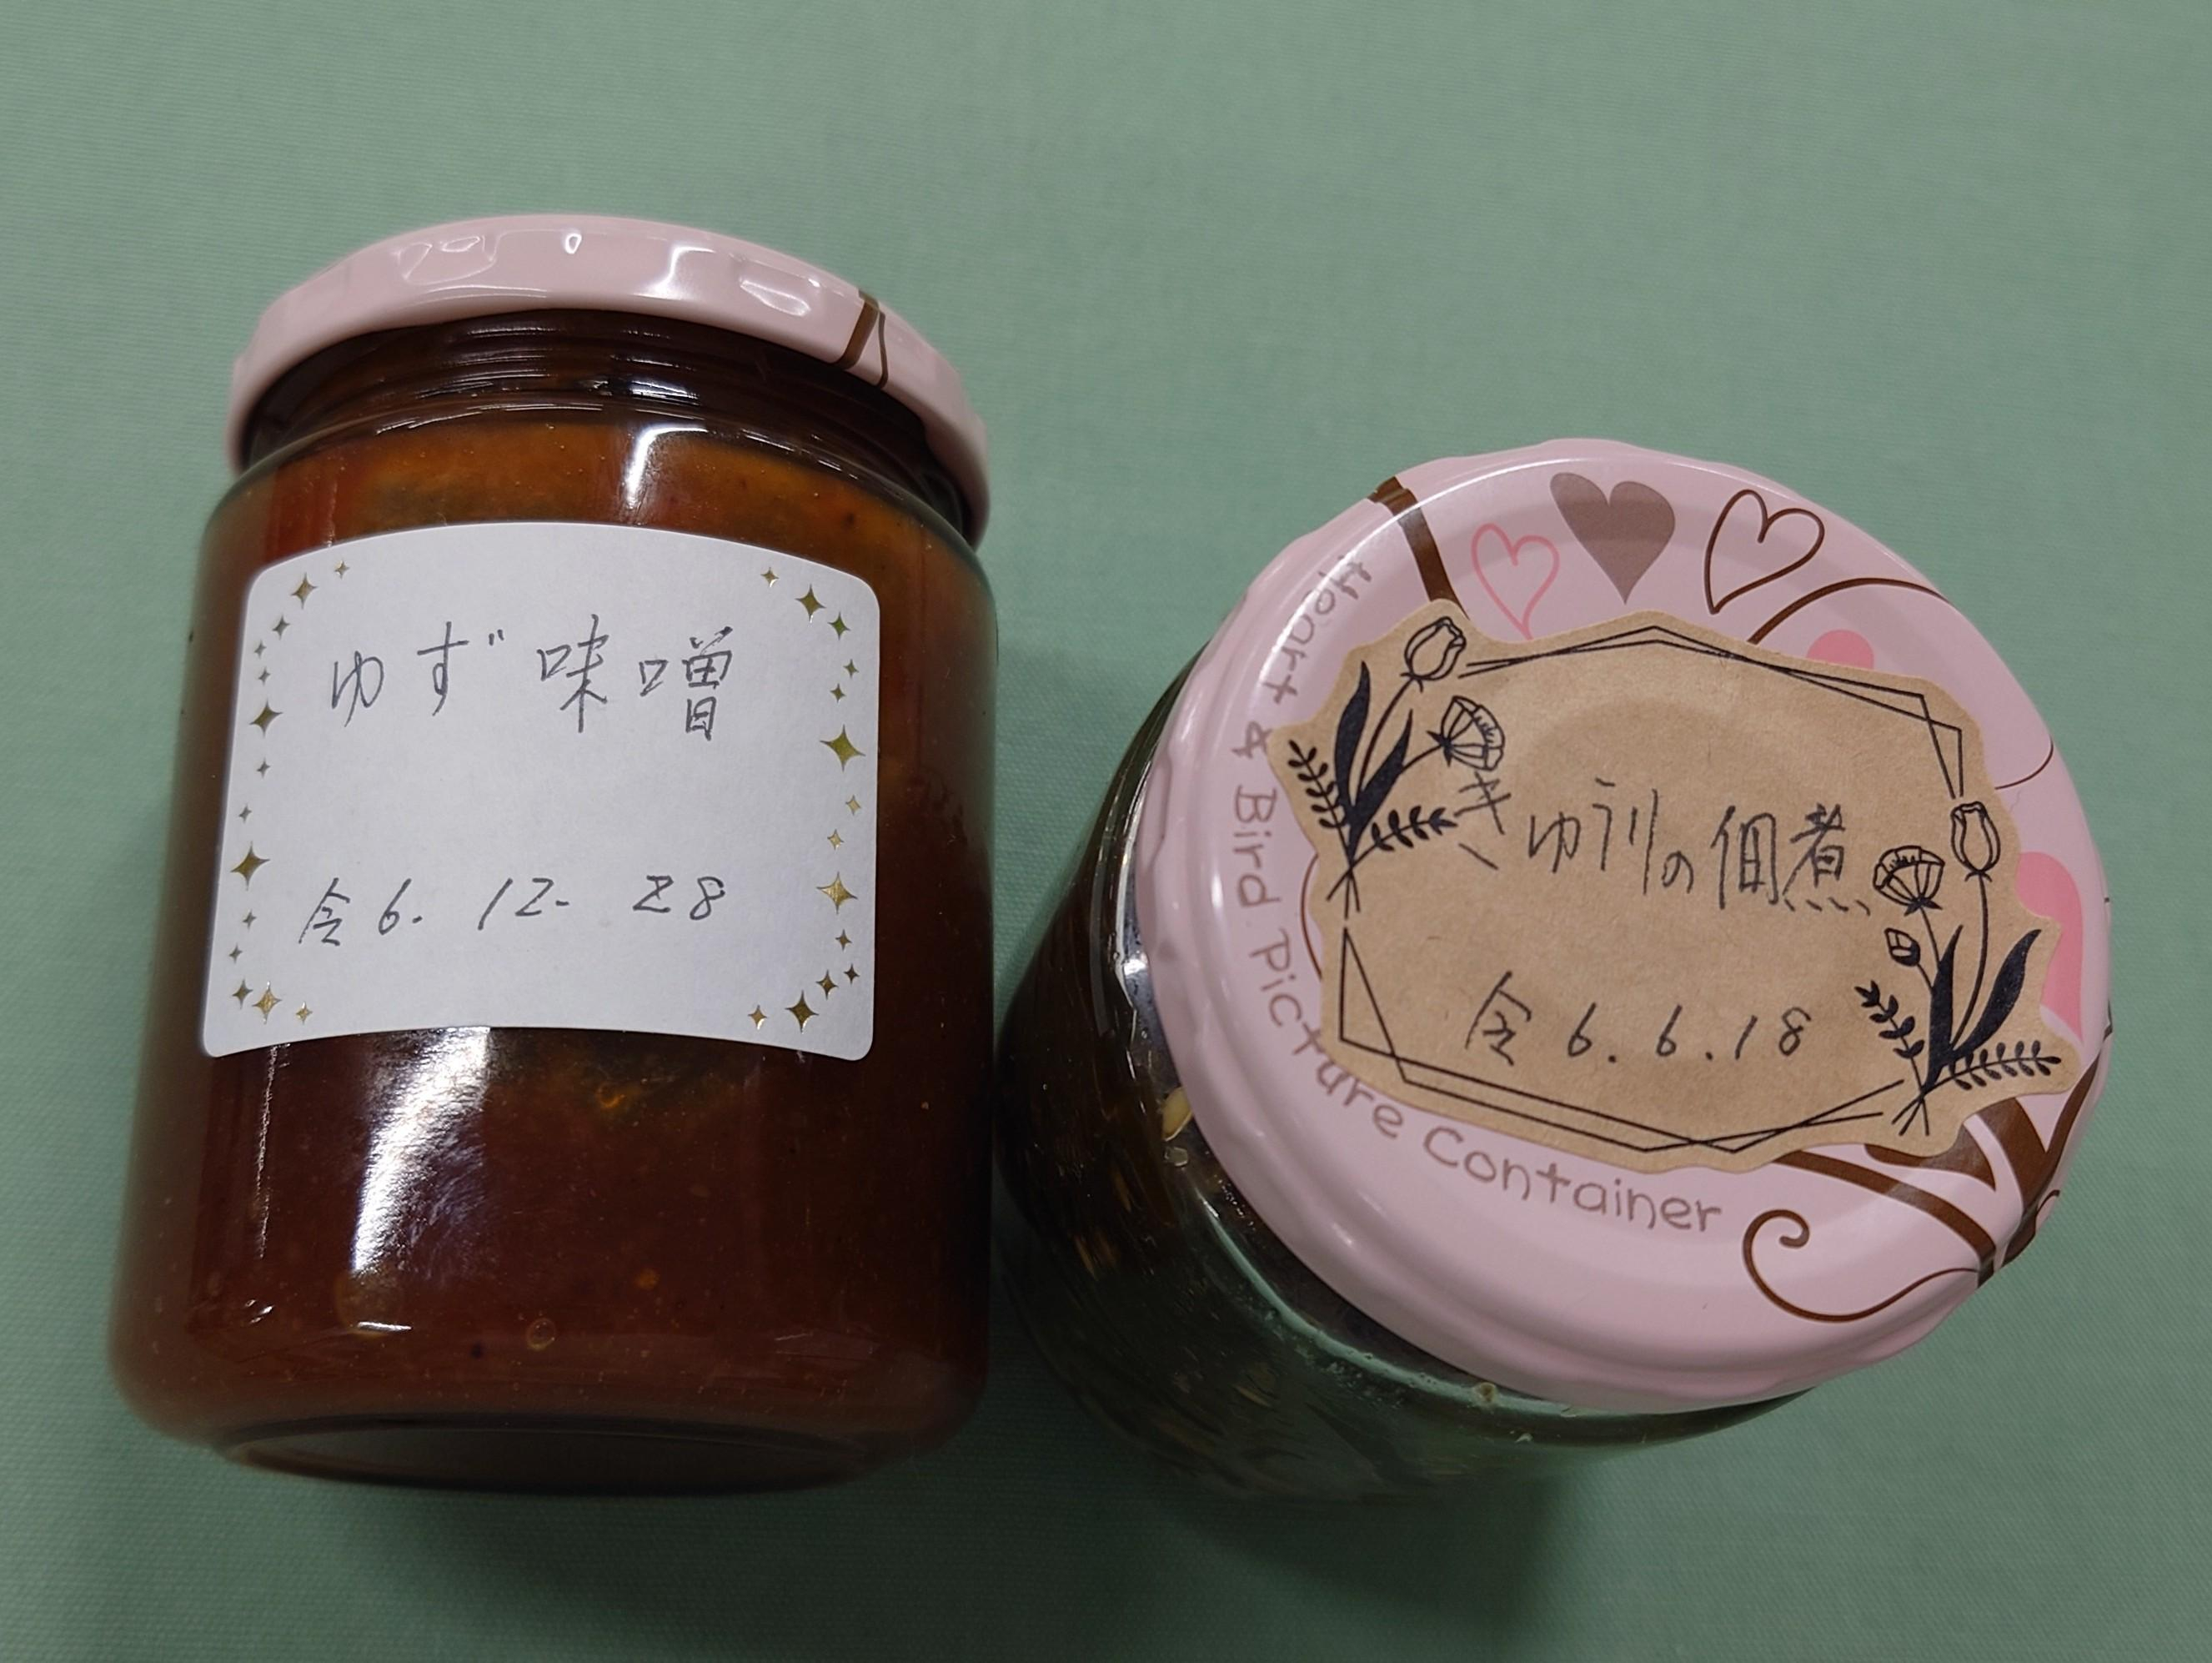 ゆず味噌
令6. 12. 28
Heart & Bird Picture Container
きゅうりの佃煮
令6.6.18